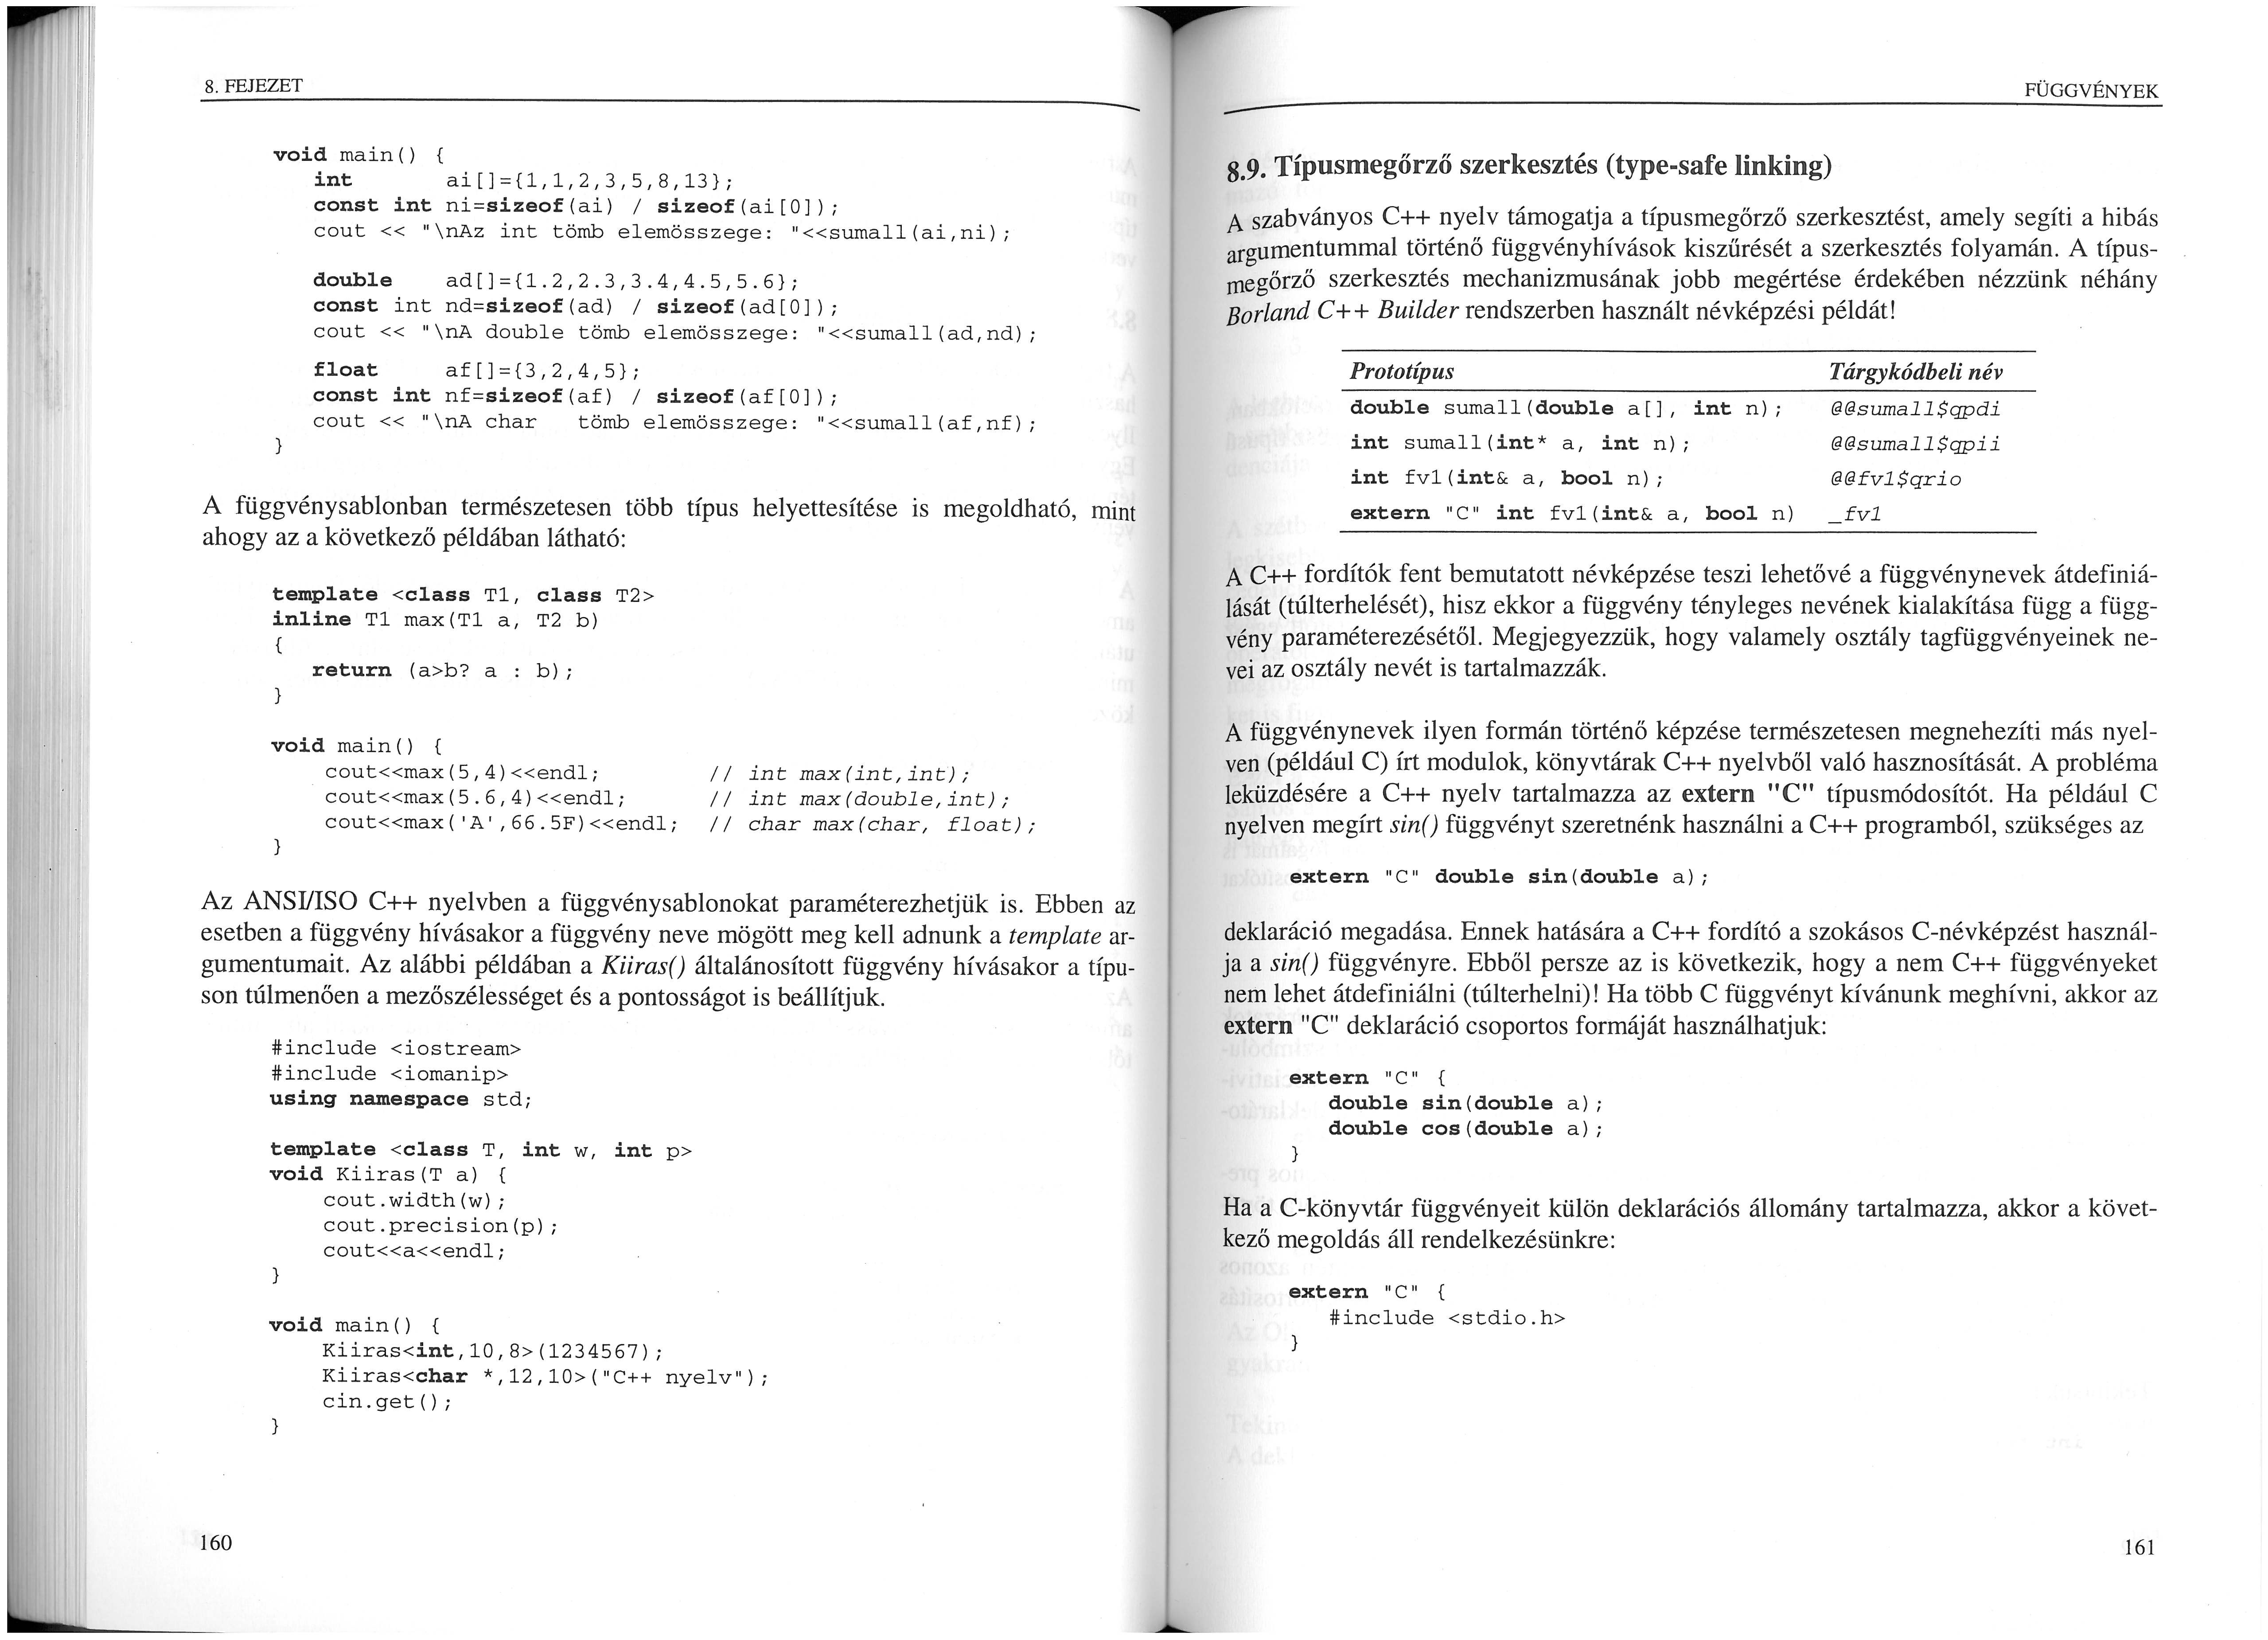 8. FEJEZET
void main() {
int ai[]={1,1,2,3,5,8,13};
const int ni=sizeof(ai) / sizeof(ai[0]);
cout << "\nAz int tömb elemösszege: "<<sumall(ai,ni);
double ad[]={1.2,2.3,3.4,4.5,5.6};
const int nd=sizeof(ad) / sizeof(ad[0]);
cout << "\nA double tömb elemösszege: "<<sumall(ad,nd);
float af[]={3,2,4,5};
const int nf=sizeof(af) / sizeof(af[0]);
cout << "\nA char tömb elemösszege: "<<sumall(af,nf);
}
A függvénysablonban természetesen több típus helyettesítése is megoldható, mint
ahogy az a következő példában látható:
template <class T1, class T2>
inline T1 max(T1 a, T2 b)
{
return (a>b? a : b);
}
void main() {
cout<<max(5,4)<<endl; // int max(int,int);
cout<<max(5.6,4)<<endl; // int max(double,int);
cout<<max('A',66.5F)<<endl; // char max(char, float);
}
Az ANSI/ISO C++ nyelvben a függvénysablonokat paraméterezhetjük is. Ebben az
esetben a függvény hívásakor a függvény neve mögött meg kell adnunk a template ar-
gumentumait. Az alábbi példában a Kiiras() általánosított függvény hívásakor a típu-
son túlmenően a mezőszélességet és a pontosságot is beállítjuk.
#include <iostream>
#include <iomanip>
using namespace std;
template <class T, int w, int p>
void Kiiras(T a) {
cout.width(w);
cout.precision(p);
cout<<a<<endl;
}
void main() {
Kiiras<int,10,8>(1234567);
Kiiras<char *,12,10>("C++ nyelv");
cin.get();
}
160
FÜGGVÉNYEK
8.9. Típusmegőrző szerkesztés (type-safe linking)
A szabványos C++ nyelv támogatja a típusmegőrző szerkesztést, amely segíti a hibás
argumentummal történő függvényhívások kiszűrését a szerkesztés folyamán. A típus-
megőrző szerkesztés mechanizmusának jobb megértése érdekében nézzünk néhány
Borland C++ Builder rendszerben használt névképzési példát!
Prototípus Tárgykódbeli név
double sumall(double a[], int n); @@sumall$qpdi
int sumall(int* a, int n); @@sumall$qpii
int fv1(int& a, bool n); @@fv1$qrio
extern "C" int fv1(int& a, bool n) _fv1
A C++ fordítók fent bemutatott névképzése teszi lehetővé a függvénynevek átdefiniá-
lását (túlterhelését), hisz ekkor a függvény tényleges nevének kialakítása függ a függ-
vény paraméterezésétől. Megjegyezzük, hogy valamely osztály tagfüggvényeinek ne-
vei az osztály nevét is tartalmazzák.
A függvénynevek ilyen formán történő képzése természetesen megnehezíti más nyel-
ven (például C) írt modulok, könyvtárak C++ nyelvből való hasznosítását. A probléma
leküzdésére a C++ nyelv tartalmazza az extern "C" típusmódosítót. Ha például C
nyelven megírt sin() függvényt szeretnénk használni a C++ programból, szükséges az
extern "C" double sin(double a);
deklaráció megadása. Ennek hatására a C++ fordító a szokásos C-névképzést használ-
ja a sin() függvényre. Ebből persze az is következik, hogy a nem C++ függvényeket
nem lehet átdefiniálni (túlterhelni)! Ha több C függvényt kívánunk meghívni, akkor az
extern "C" deklaráció csoportos formáját használhatjuk:
extern "C" {
double sin(double a);
double cos(double a);
}
Ha a C-könyvtár függvényeit külön deklarációs állomány tartalmazza, akkor a követ-
kező megoldás áll rendelkezésünkre:
extern "C" {
#include <stdio.h>
}
161